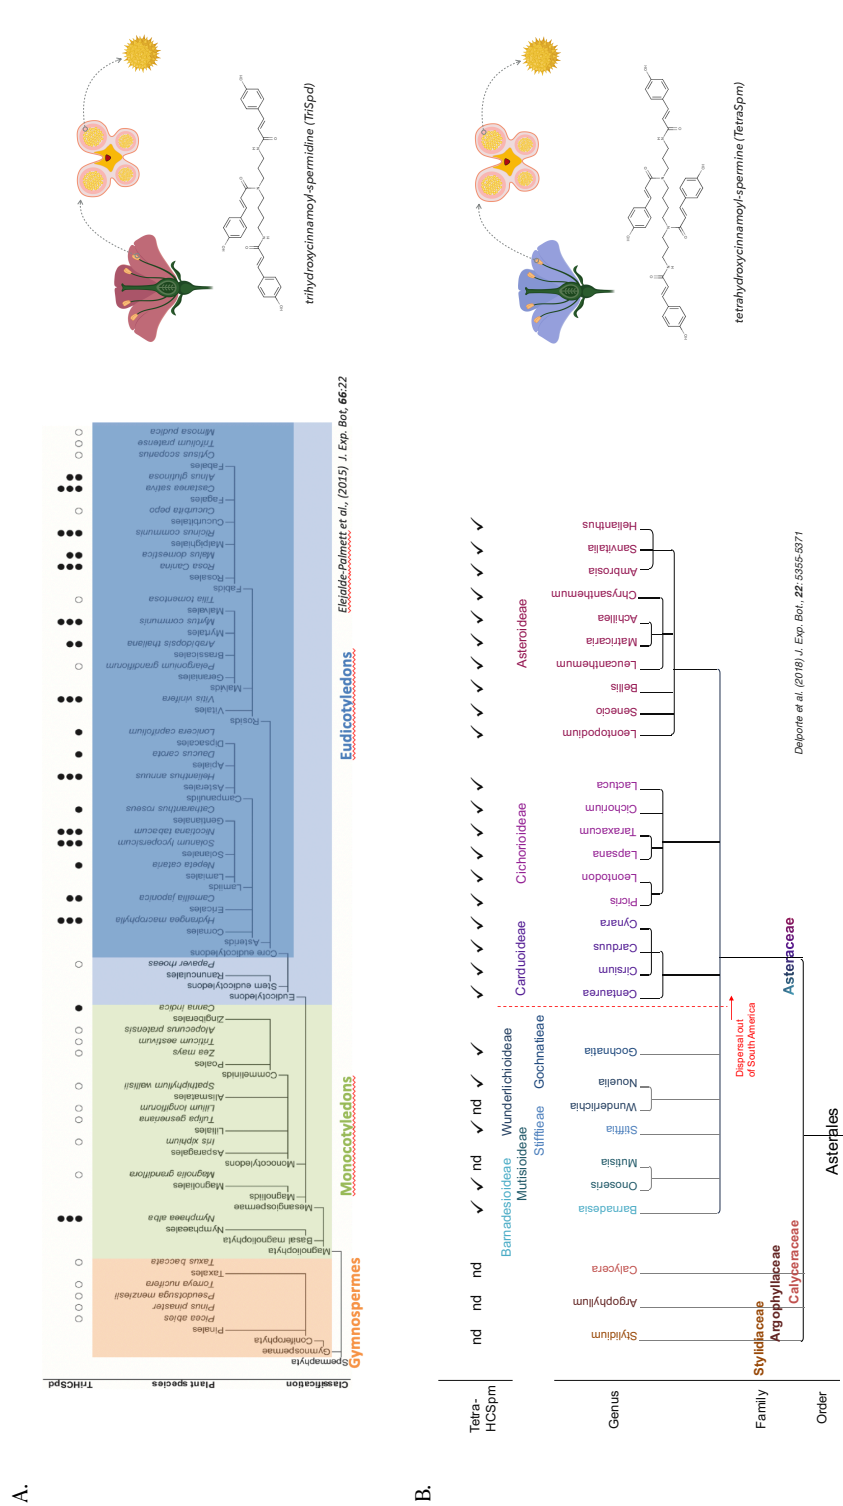 A.
Classification
Plant species
TriHCSpd
Spermaphyta
Gymnospermae
Coniferophyta
Pinales
Picea abies
Pinus pinaster
Pseudotsuga menziesii
Torreya nucifera
Taxales
Taxus baccata
Magnoliophyta
Basal magnoliophyta
Nymphaeales
Nymphaea alba
Mesangiospermae
Magnoliids
Magnoliales
Magnolia grandiflora
Monocotyledons
Asparagales
Iris xiphium
Liliales
Tulipa gesneriana
Lilium longiflorum
Alismatales
Spathiphyllum wallisii
Commelinids
Poales
Zea mays
Triticum aestivum
Alopecurus pratensis
Zingiberales
Canna indica
Eudicotyledons
Stem eudicotyledons
Ranunculales
Papaver rhoeas
Core eudicotyledons
Asterids
Cornales
Hydrangea macrophylla
Ericales
Camellia japonica
Lamiids
Lamiales
Nepeta cataria
Solanales
Solanum lycopersicum
Nicotiana tabacum
Gentianales
Catharanthus roseus
Campanulids
Asterales
Helianthus annuus
Apiales
Daucus carota
Dipsacales
Lonicera caprifolium
Rosids
Vitales
Vitis vinifera
Malvids
Geraniales
Pelargonium grandiflorum
Brassicales
Arabidopsis thaliana
Myrtales
Myrtus communis
Malvales
Tilia tomentosa
Fabids
Rosales
Rosa Canina
Malus domestica
Malpighiales
Ricinus communis
Cucurbitales
Cucurbita pepo
Fagales
Castanea sativa
Alnus glutinosa
Fabales
Cytisus scoparius
Trifolium pratense
Mimosa pudica
Gymnospermes
Monocotyledons
Eudicotyledons
Elejalde-Palmett et al., (2015) J. Exp. Bot, 66:22
trihydroxycinnamoyl-spermidine (TriSpd)
B.
Tetra-
HCSpm
Genus
Family
Order
nd
nd
nd
nd
nd
Stylidium
Argophyllum
Calycera
Barnadesia
Onoseris
Mutisia
Stifftia
Wunderlichia
Nouelia
Gochnatia
Centaurea
Cirsium
Carduus
Cynara
Picris
Leontodon
Lapsana
Taraxacum
Cichorium
Lactuca
Leontopodium
Senecio
Bellis
Leucanthemum
Matricaria
Achillea
Chrysanthemum
Ambrosia
Sanvitalia
Helianthus
Barnadesioideae
Mutisioideae
Stifftieae
Wunderlichioideae
Gochnatieae
Carduoideae
Cichorioideae
Asteroideae
Dispersal out
of South America
Stylidiaceae
Argophyllaceae
Calyceraceae
Asteraceae
Asterales
Delporte et al. (2018) J. Exp. Bot., 22: 5355-5371
tetrahydroxycinnamoyl-spermine (TetraSpm)